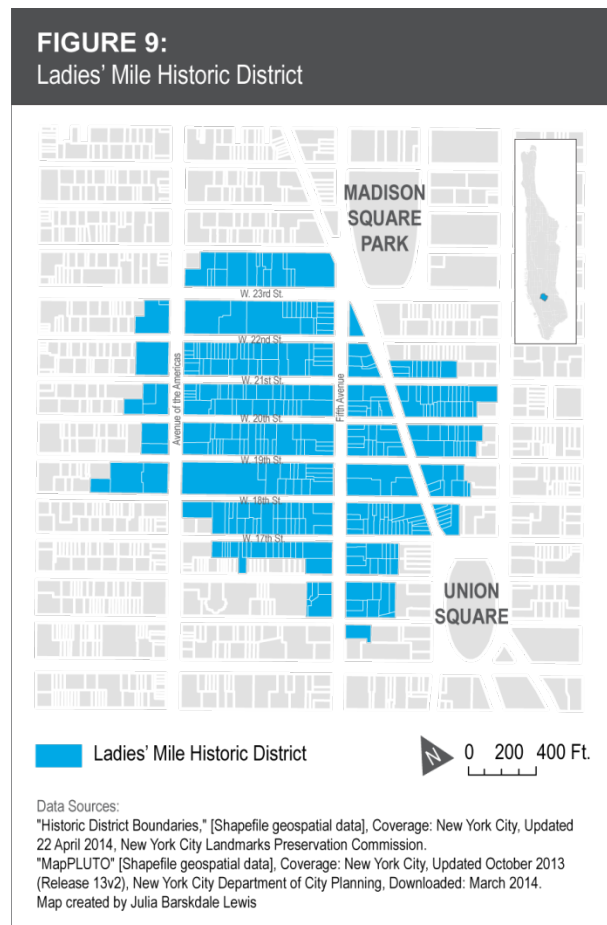 FIGURE 9:
Ladies’ Mile Historic District
MADISON
SQUARE
PARK
W. 23rd St.
W. 22nd St.
W. 21st St.
Avenue of the Americas
Fifth Avenue
W. 20th St.
W. 19th St.
W. 18th St.
W. 17th St.
UNION
SQUARE
Ladies’ Mile Historic District
N
0 200 400 Ft.
Data Sources:
"Historic District Boundaries," [Shapefile geospatial data], Coverage: New York City, Updated
22 April 2014, New York City Landmarks Preservation Commission.
"MapPLUTO" [Shapefile geospatial data], Coverage: New York City, Updated October 2013
(Release 13v2), New York City Department of City Planning, Downloaded: March 2014.
Map created by Julia Barskdale Lewis